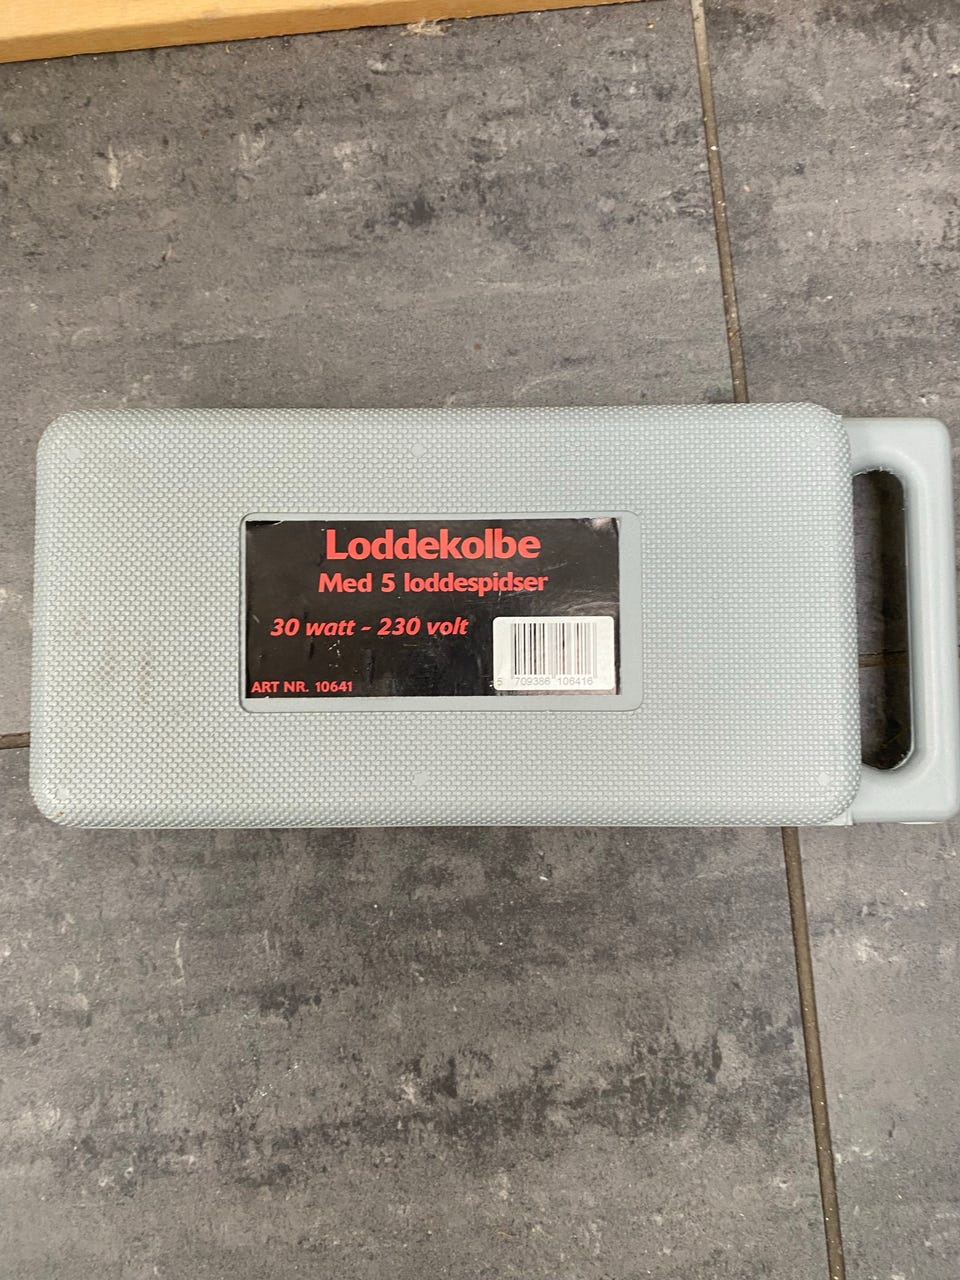 Loddekolbe
Med 5 loddespidser
30 watt - 230 volt
ART NR. 10641
5 709386 106416